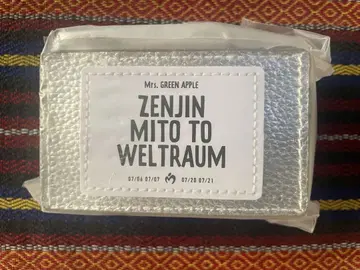 Mrs. GREEN APPLE
ZENJIN
MITO TO
WELTRAUM
07/06 07/07 07/20 07/21